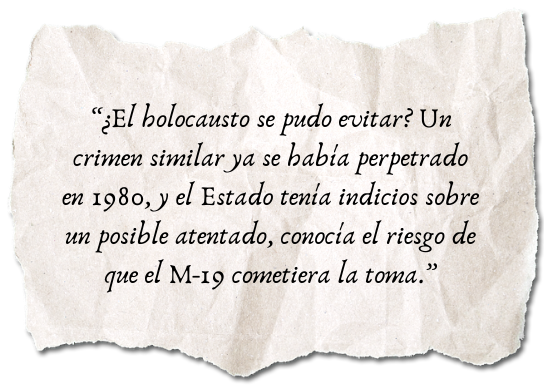 “¿El holocausto se pudo evitar? Un
crimen similar ya se había perpetrado
en 1980, y el Estado tenía indicios sobre
un posible atentado, conocía el riesgo de
que el M-19 cometiera la toma.”